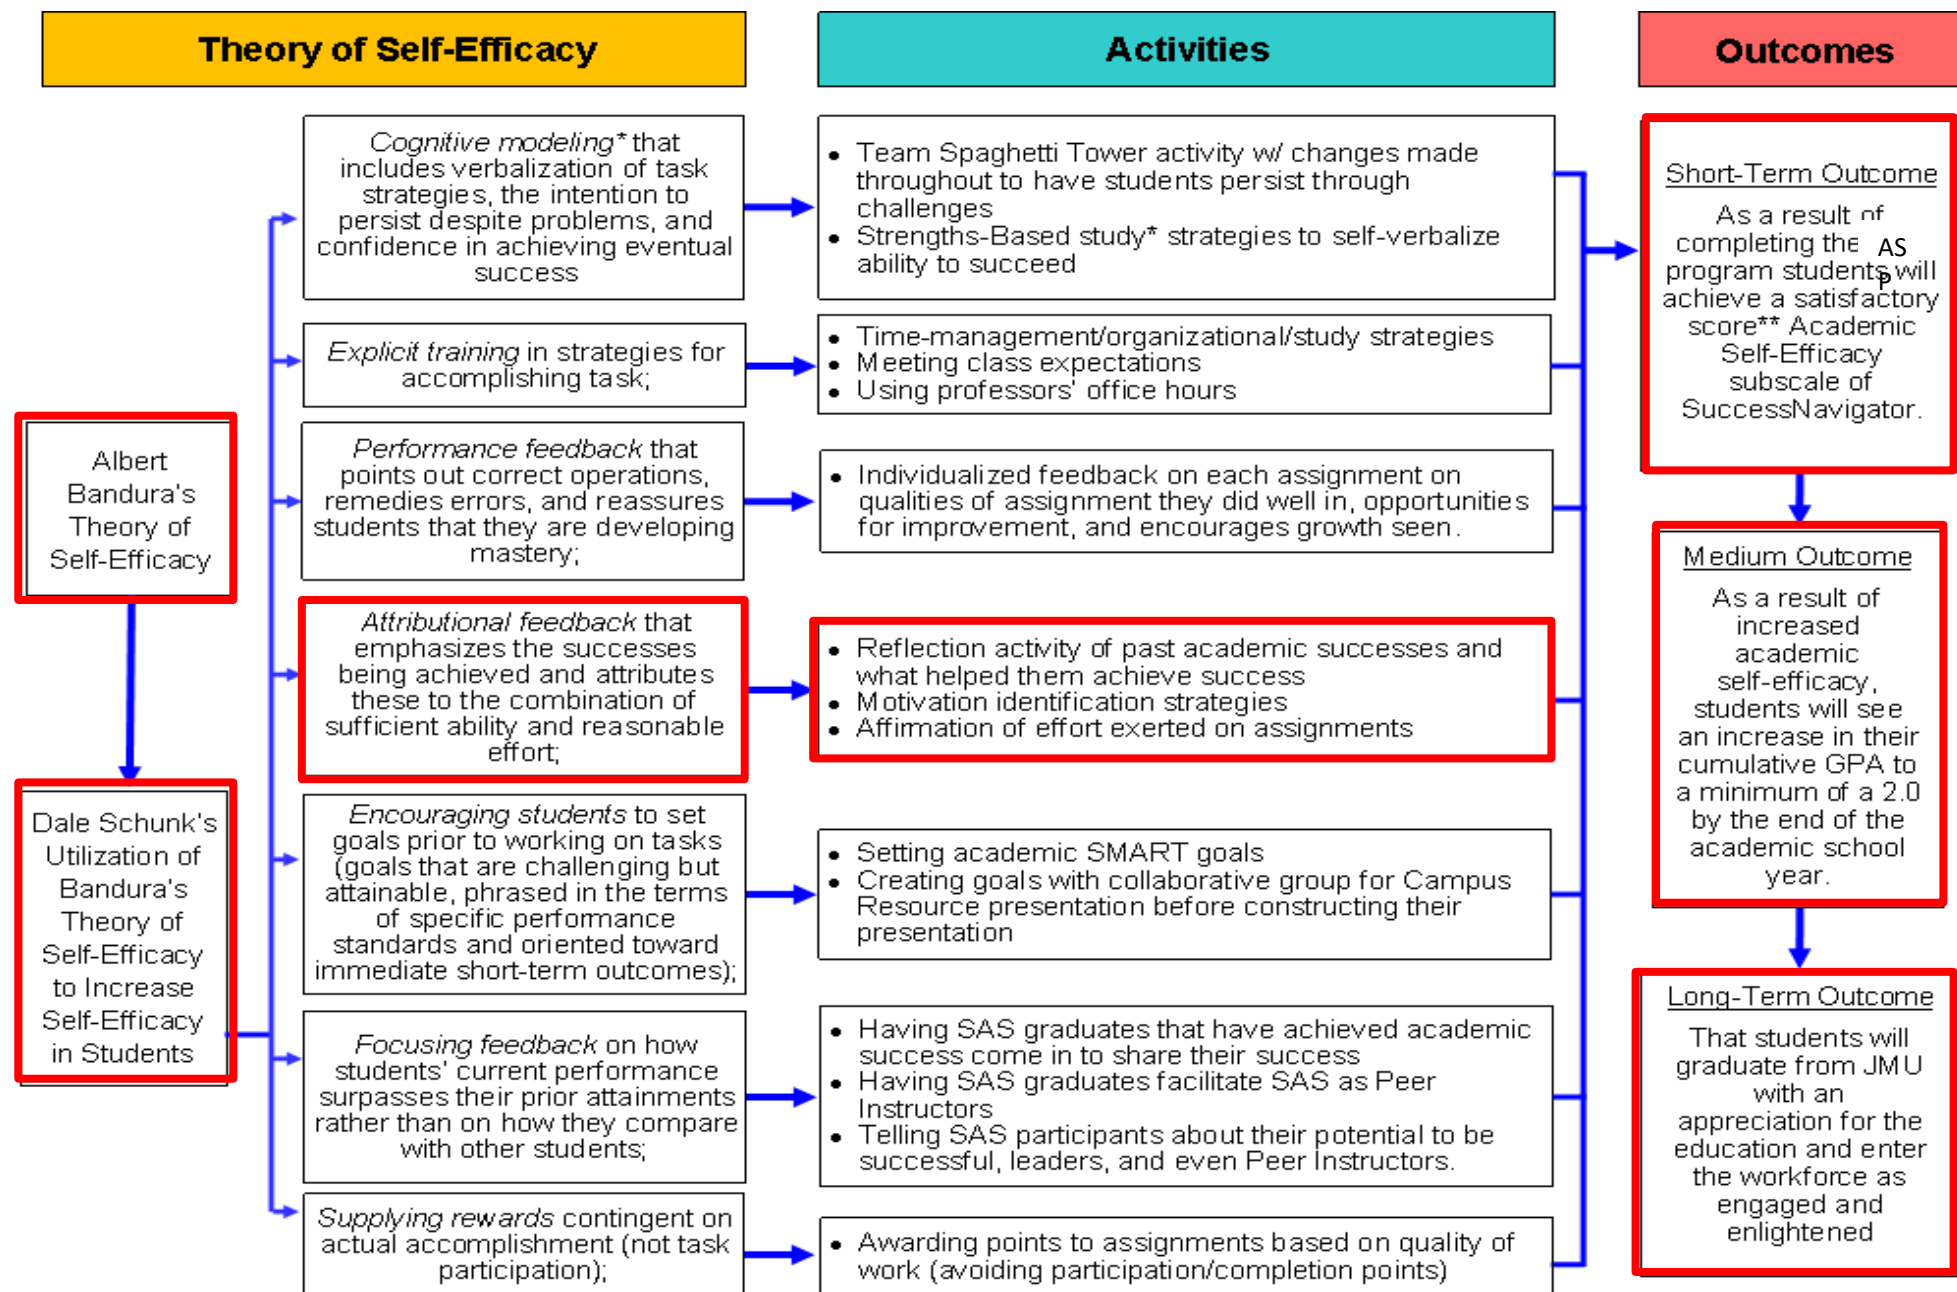 Theory of Self-Efficacy
Activities
Outcomes
Albert
Bandura's
Theory of
Self-Efficacy
Dale Schunk's
Utilization of
Bandura's
Theory of
Self-Efficacy
to Increase
Self-Efficacy
in Students
Cognitive modeling* that
includes verbalization of task
strategies, the intention to
persist despite problems, and
confidence in achieving eventual
success
Explicit training in strategies for
accomplishing task;
Performance feedback that
points out correct operations,
remedies errors, and reassures
students that they are developing
mastery;
Attributional feedback that
emphasizes the successes
being achieved and attributes
these to the combination of
sufficient ability and reasonable
effort;
Encouraging students to set
goals prior to working on tasks
(goals that are challenging but
attainable, phrased in the terms
of specific performance
standards and oriented toward
immediate short-term outcomes);
Focusing feedback on how
students' current performance
surpasses their prior attainments
rather than on how they compare
with other students;
Supplying rewards contingent on
actual accomplishment (not task
participation);
• Team Spaghetti Tower activity w/ changes made
throughout to have students persist through
challenges
• Strengths-Based study* strategies to self-verbalize
ability to succeed
• Time-management/organizational/study strategies
• Meeting class expectations
• Using professors' office hours
• Individualized feedback on each assignment on
qualities of assignment they did well in, opportunities
for improvement, and encourages growth seen.
• Reflection activity of past academic successes and
what helped them achieve success
• Motivation identification strategies
• Affirmation of effort exerted on assignments
• Setting academic SMART goals
• Creating goals with collaborative group for Campus
Resource presentation before constructing their
presentation
• Having SAS graduates that have achieved academic
success come in to share their success
• Having SAS graduates facilitate SAS as Peer
Instructors
• Telling SAS participants about their potential to be
successful, leaders, and even Peer Instructors.
• Awarding points to assignments based on quality of
work (avoiding participation/completion points)
Short-Term Outcome
As a result of
completing the ASP
program students will
achieve a satisfactory
score** Academic
Self-Efficacy
subscale of
SuccessNavigator.
Medium Outcome
As a result of
increased
academic
self-efficacy,
students will see
an increase in their
cumulative GPA to
a minimum of a 2.0
by the end of the
academic school
year.
Long-Term Outcome
That students will
graduate from JMU
with an
appreciation for the
education and enter
the workforce as
engaged and
enlightened